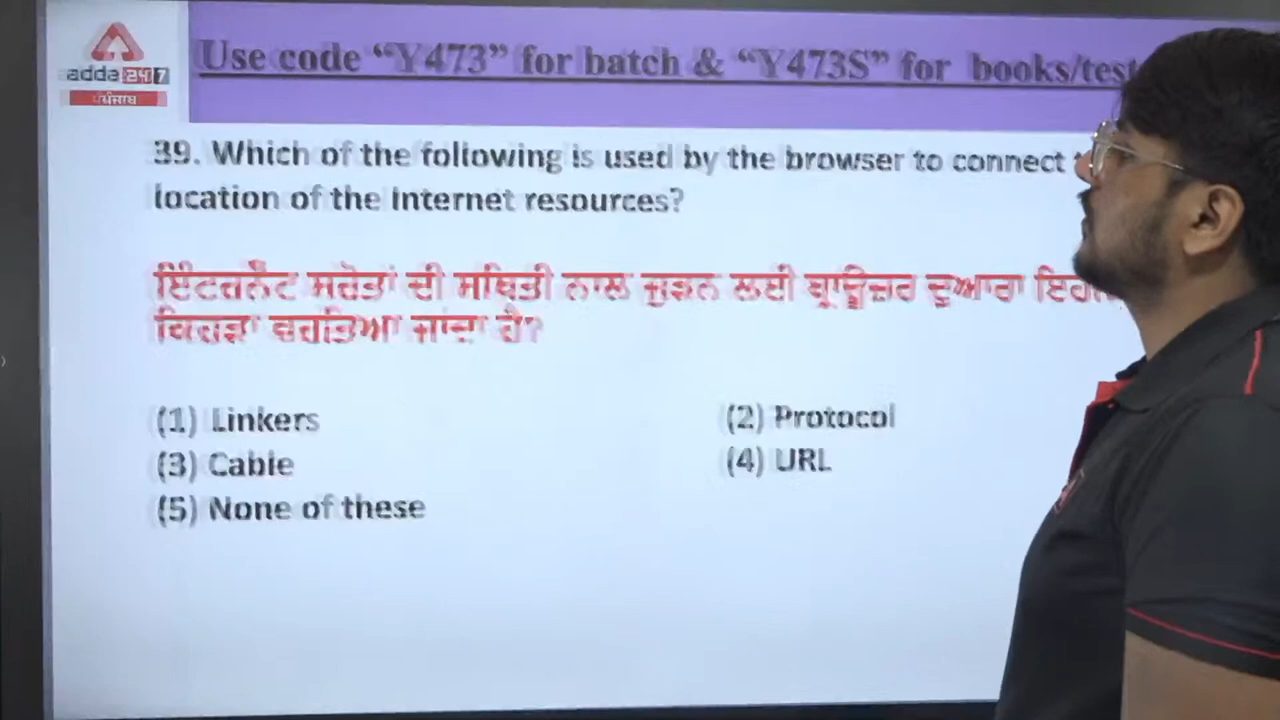 adda 24 7
ਪੰਜਾਬ
Use code “Y473” for batch & “Y473S” for books/test
39. Which of the following is used by the browser to connect
location of the Internet resources?
ਇੰਟਰਨੈੱਟ ਸਰੋਤਾਂ ਦੀ ਸਥਿਤੀ ਨਾਲ ਜੁੜਨ ਲਈ ਬ੍ਰਾਊਜ਼ਰ ਦੁਆਰਾ
ਕਿਹੜਾ ਵਰਤਿਆ ਜਾਂਦਾ ਹੈ?
(1) Linkers (2) Protocol
(3) Cable (4) URL
(5) None of these